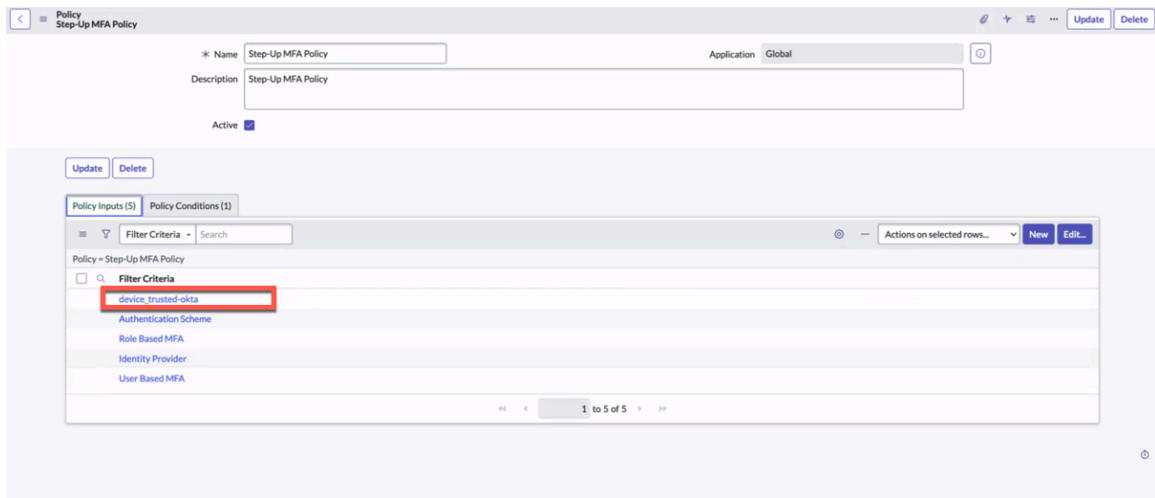 Policy
Step-Up MFA Policy
Update Delete
Name Step-Up MFA Policy Application Global
Description Step-Up MFA Policy
Active
Update Delete
Policy Inputs (5) Policy Conditions (1)
Filter Criteria Search Actions on selected rows... New Edit...
Policy = Step-Up MFA Policy
Filter Criteria
device_trusted-okta
Authentication Scheme
Role Based MFA
Identity Provider
User Based MFA
1 to 5 of 5